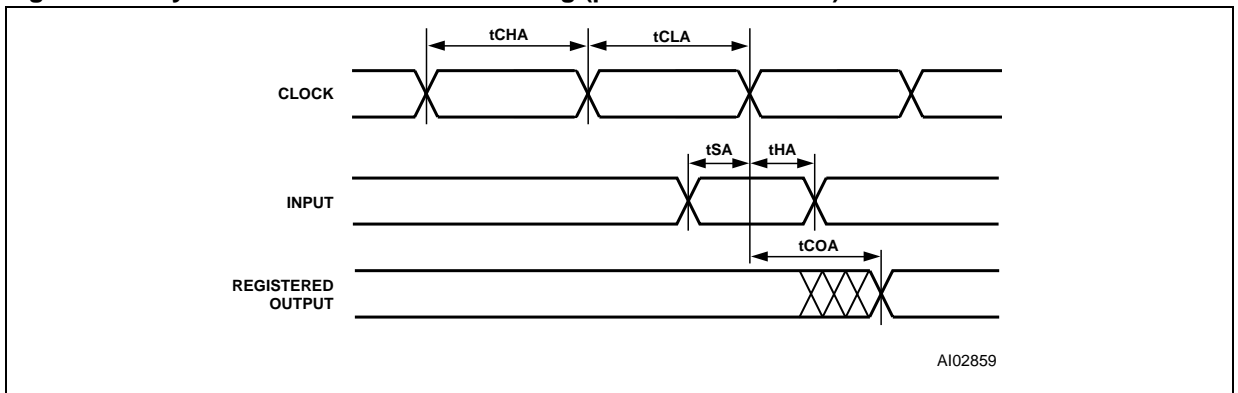 tCHA tCLA
CLOCK
tSA tHA
INPUT
tCOA
REGISTERED
OUTPUT
AI02859